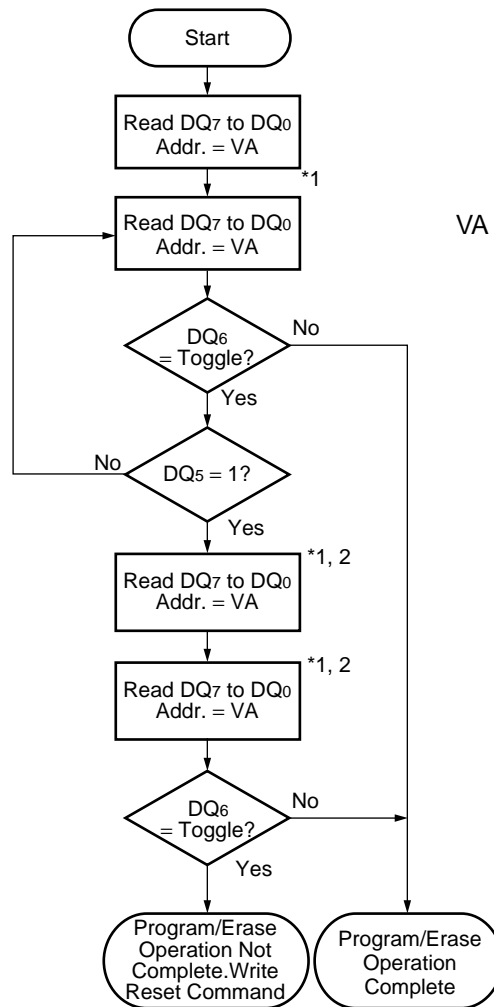 Start
Read DQ7 to DQ0
Addr. = VA
*1
Read DQ7 to DQ0
Addr. = VA
VA
DQ6
= Toggle?
No
Yes
DQ5 = 1?
No
Yes
*1, 2
Read DQ7 to DQ0
Addr. = VA
*1, 2
Read DQ7 to DQ0
Addr. = VA
DQ6
= Toggle?
No
Yes
Program/Erase
Operation Not
Complete.Write
Reset Command
Program/Erase
Operation
Complete